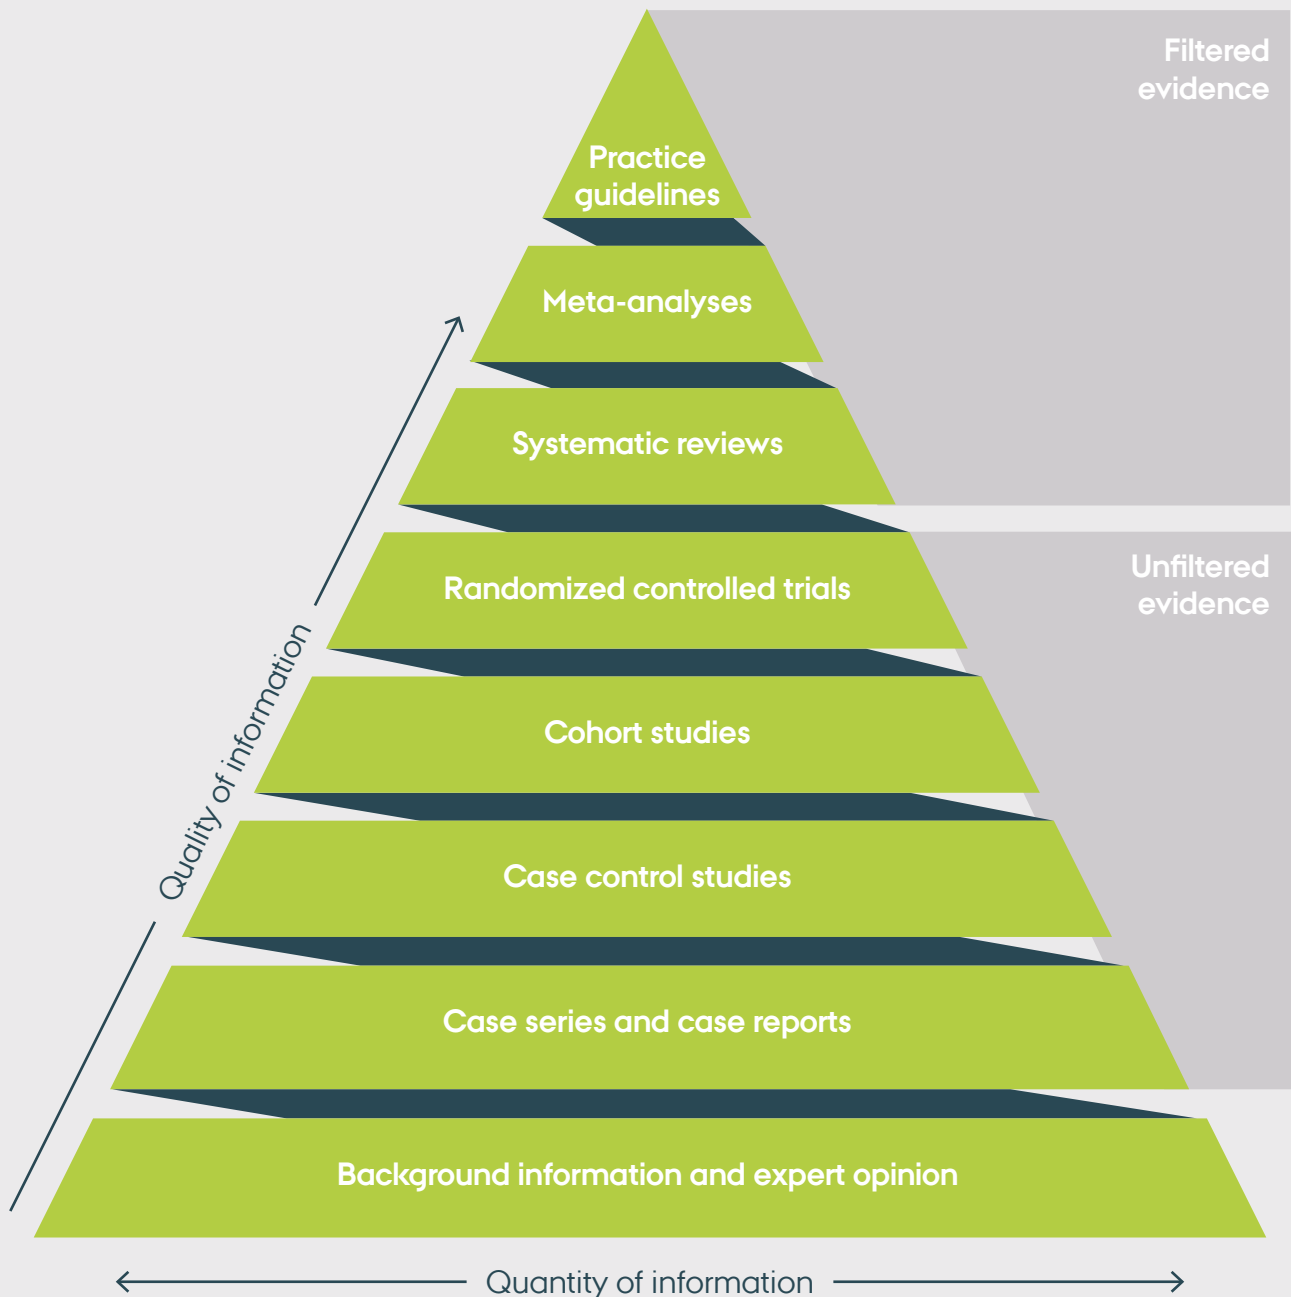 Filtered
evidence
Practice
guidelines
Meta-analyses
Systematic reviews
Unfiltered
evidence
Randomized controlled trials
Cohort studies
Quality of information
Case control studies
Case series and case reports
Background information and expert opinion
Quantity of information